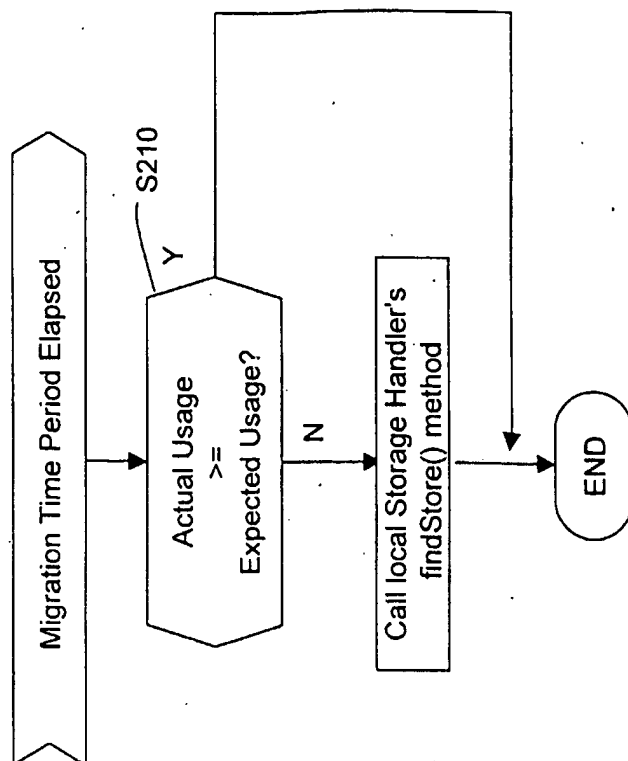 Migration Time Period Elapsed
S210
Actual Usage
>=
Expected Usage?
Y
N
Call local Storage Handler's
findStore() method
END